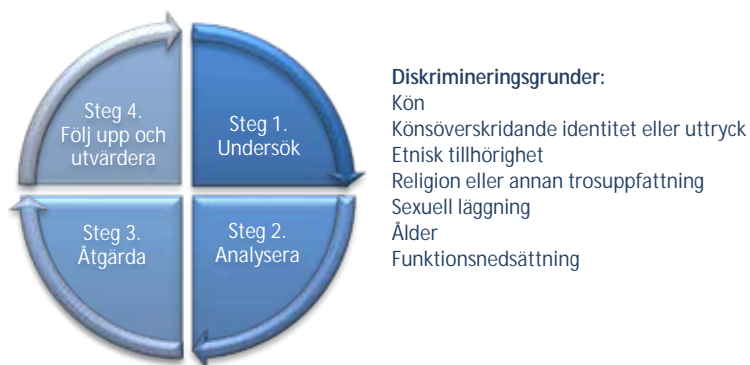 Steg 1.
Undersök
Steg 2.
Analysera
Steg 3.
Åtgärda
Steg 4.
Följ upp och
utvärdera
Diskrimineringsgrunder:
Kön
Könsöverskridande identitet eller uttryck
Etnisk tillhörighet
Religion eller annan trosuppfattning
Sexuell läggning
Ålder
Funktionsnedsättning